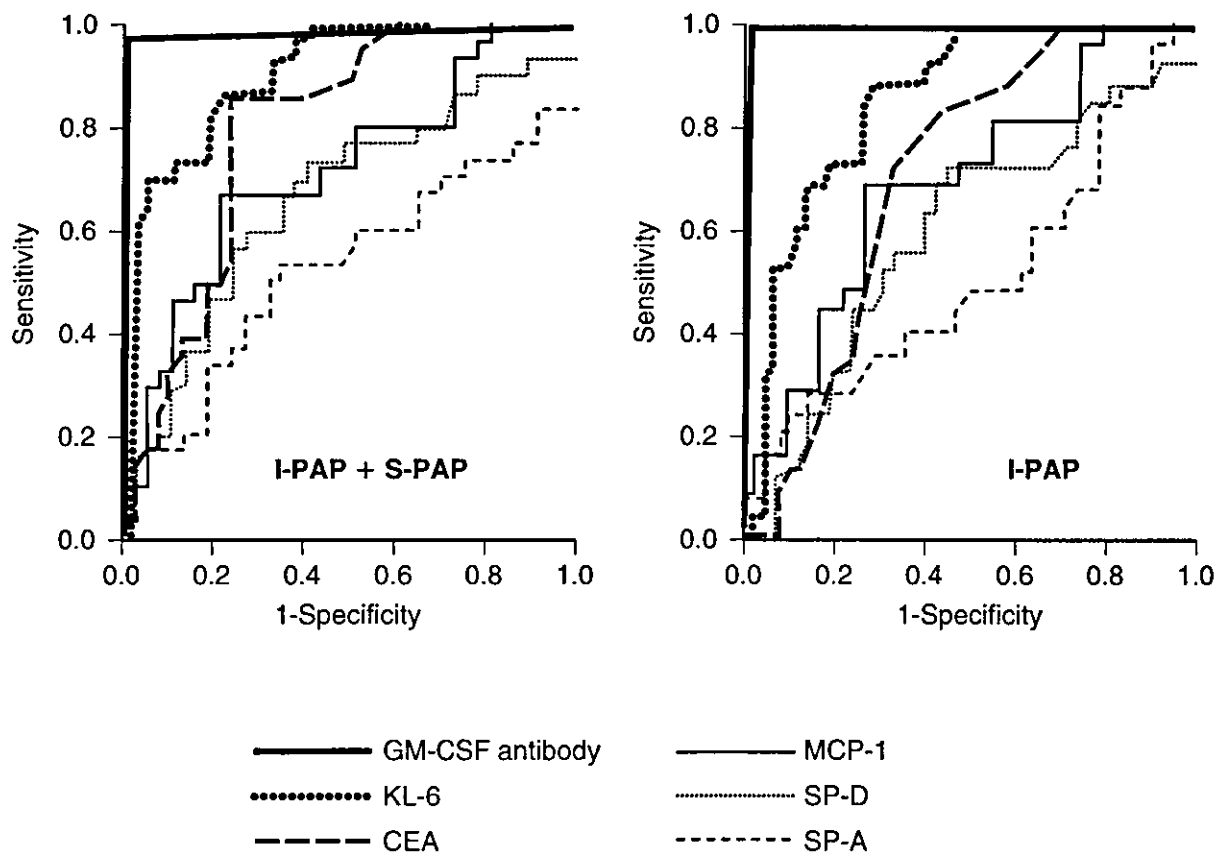 1.0
0.8
0.6
0.4
0.2
0.0
Sensitivity
I-PAP + S-PAP
0.0 0.2 0.4 0.6 0.8 1.0
1-Specificity
1.0
0.8
0.6
0.4
0.2
0.0
Sensitivity
I-PAP
0.0 0.2 0.4 0.6 0.8 1.0
1-Specificity
GM-CSF antibody
KL-6
CEA
MCP-1
SP-D
SP-A